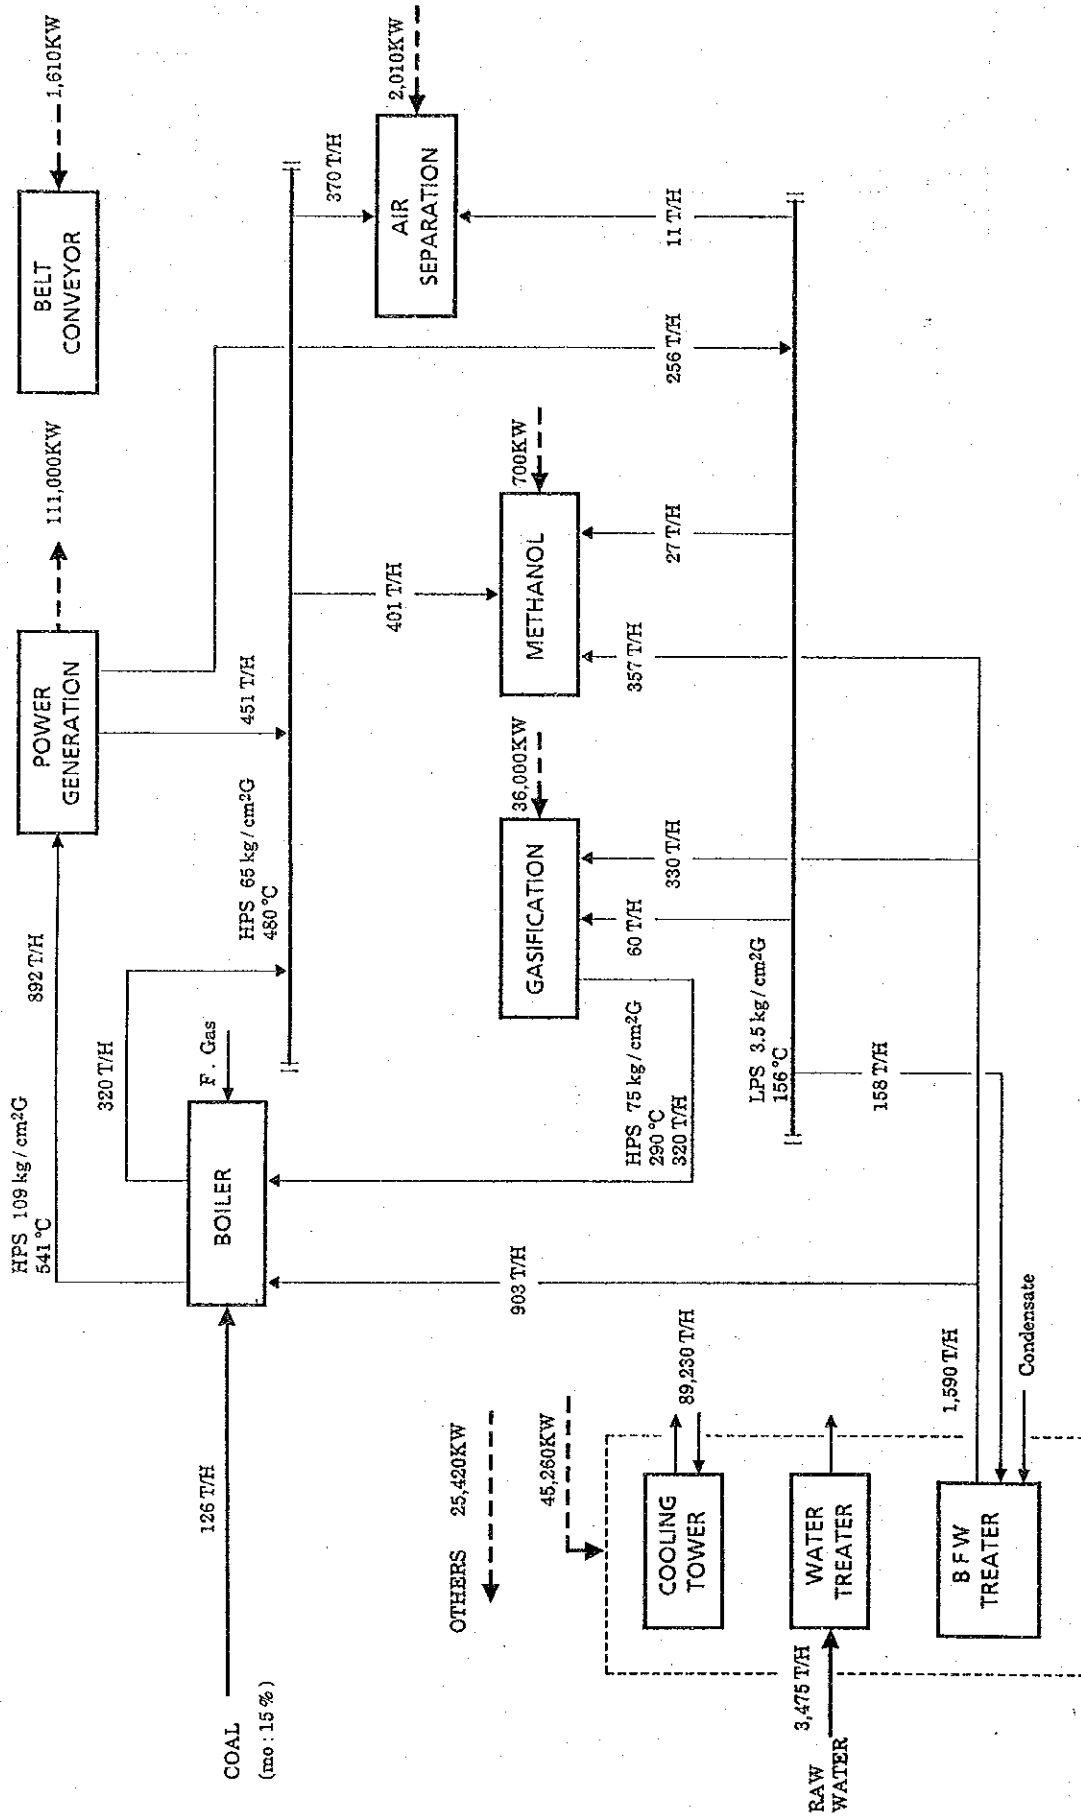 HPS 109 kg/cm2G
541 °C
892 T/H
POWER
GENERATION
111,000KW
BELT
CONVEYOR
1,610KW
320 T/H
451 T/H
HPS 65 kg/cm2G
480 °C
COAL
(mo : 15 %)
126 T/H
BOILER
F. Gas
401 T/H
370 T/H
AIR
SEPARATION
2,010KW
OTHERS 25,420KW
45,260KW
903 T/H
HPS 75 kg/cm2G
290 °C
320 T/H
GASIFICATION
36,000KW
METHANOL
700KW
60 T/H
330 T/H
357 T/H
27 T/H
256 T/H
11 T/H
COOLING
TOWER
89,230 T/H
LPS 3.5 kg/cm2G
156 °C
158 T/H
RAW
WATER
3,475 T/H
WATER
TREATER
B F W
TREATER
1,590 T/H
Condensate